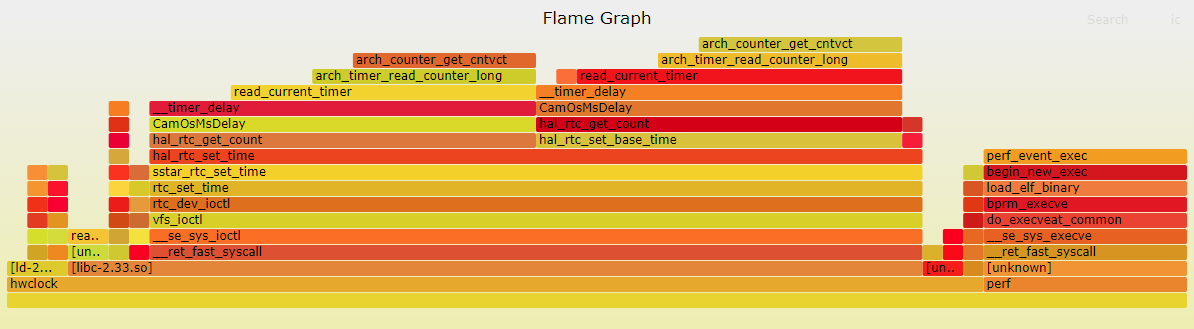 Flame Graph
Search ic
arch_counter_get_cntvct
arch_counter_get_cntvct arch_timer_read_counter_long
arch_timer_read_counter_long read_current_timer
read_current_timer __timer_delay
__timer_delay CamOsMsDelay
CamOsMsDelay hal_rtc_get_count
hal_rtc_get_count hal_rtc_set_base_time
hal_rtc_set_time perf_event_exec
sstar_rtc_set_time begin_new_exec
rtc_set_time load_elf_binary
rtc_dev_ioctl bprm_execve
vfs_ioctl do_execveat_common
rea.. __se_sys_ioctl __se_sys_execve
[un.. __ret_fast_syscall __ret_fast_syscall
[ld-2... [libc-2.33.so] [un.. [unknown]
hwclock perf